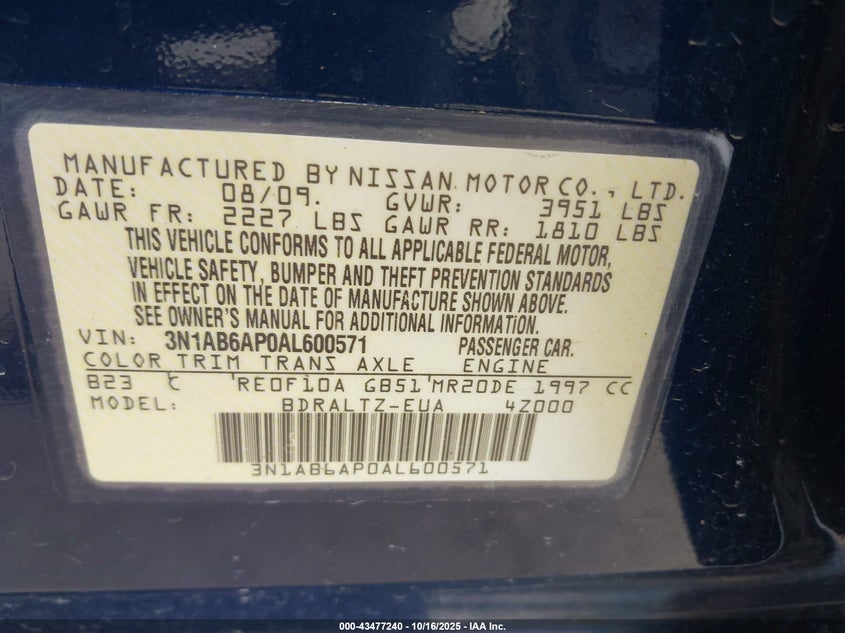 MANUFACTURED BY NISSAN MOTOR CO., LTD.
DATE: 08/09. GVWR: 3951 LBS
GAWR FR: 2227 LBS GAWR RR: 1810 LBS
THIS VEHICLE CONFORMS TO ALL APPLICABLE FEDERAL MOTOR,
VEHICLE SAFETY, BUMPER AND THEFT PREVENTION STANDARDS
IN EFFECT ON THE DATE OF MANUFACTURE SHOWN ABOVE.
SEE OWNER'S MANUAL FOR ADDITIONAL INFORMATION.
VIN: 3N1AB6AP0AL600571 PASSENGER CAR.
COLOR TRIM TRANS AXLE ENGINE
B23 C RE0F10A GB51 MR20DE 1997 CC
MODEL: BDRALTZ-EUA 4Z000
3N1AB6AP0AL600571
000-43477240 - 10/16/2025 - IAA Inc.